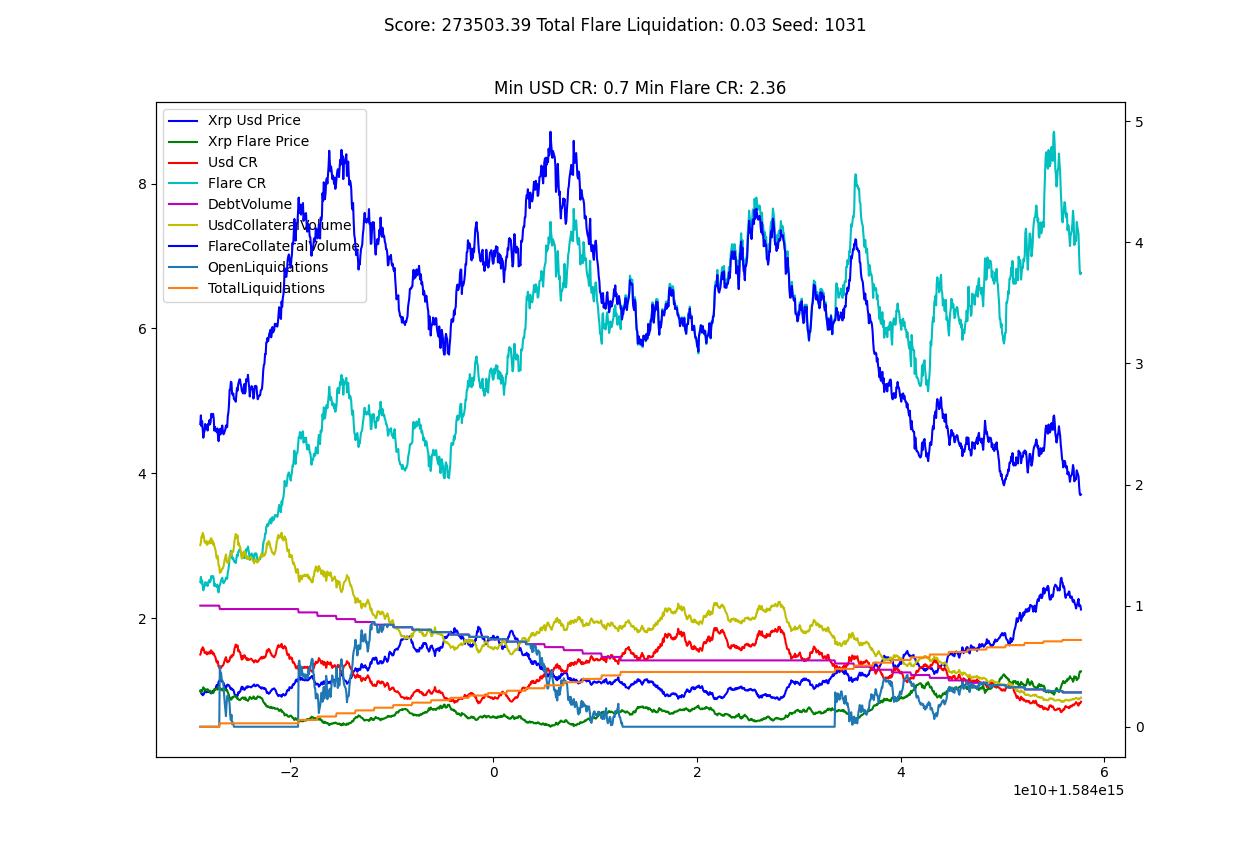 Score: 273503.39 Total Flare Liquidation: 0.03 Seed: 1031
Min USD CR: 0.7 Min Flare CR: 2.36
Xrp Usd Price
Xrp Flare Price
Usd CR
Flare CR
DebtVolume
UsdCollateralVolume
FlareCollateralVolume
OpenLiquidations
TotalLiquidations
8
6
4
2
5
4
3
2
1
0
−2
0
2
4
6
1e10+1.584e15